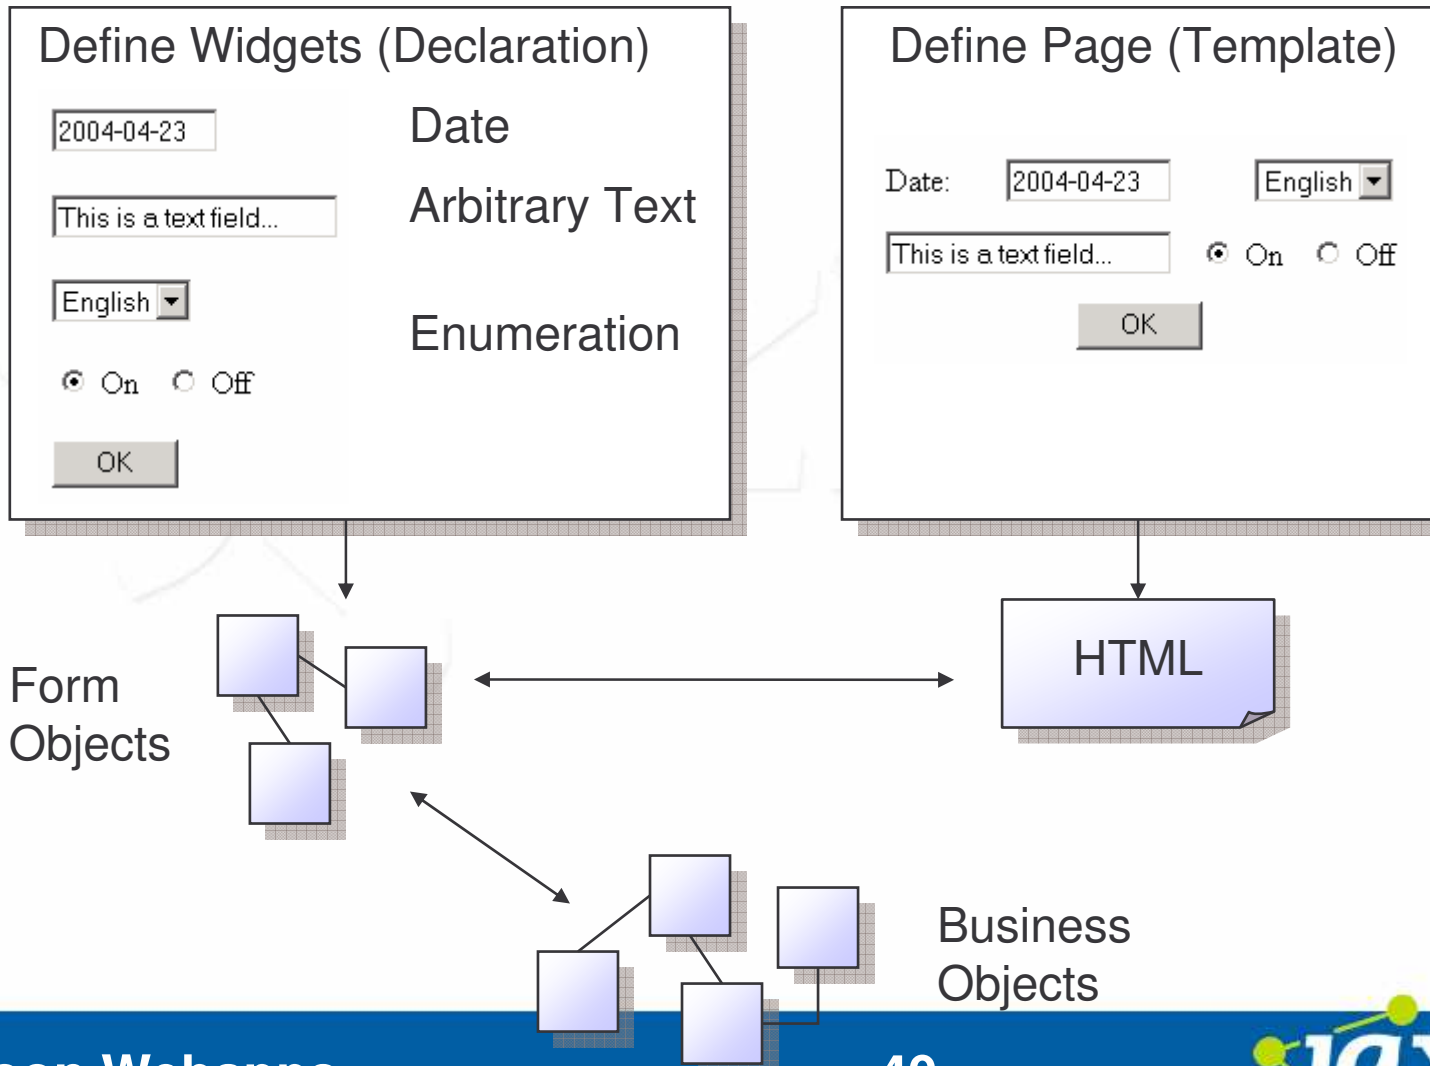 Define Widgets (Declaration)
2004-04-23
Date
This is a text field...
Arbitrary Text
English
Enumeration
On Off
OK
Define Page (Template)
Date: 2004-04-23 English
This is a text field... On Off
OK
Form
Objects
HTML
Business
Objects